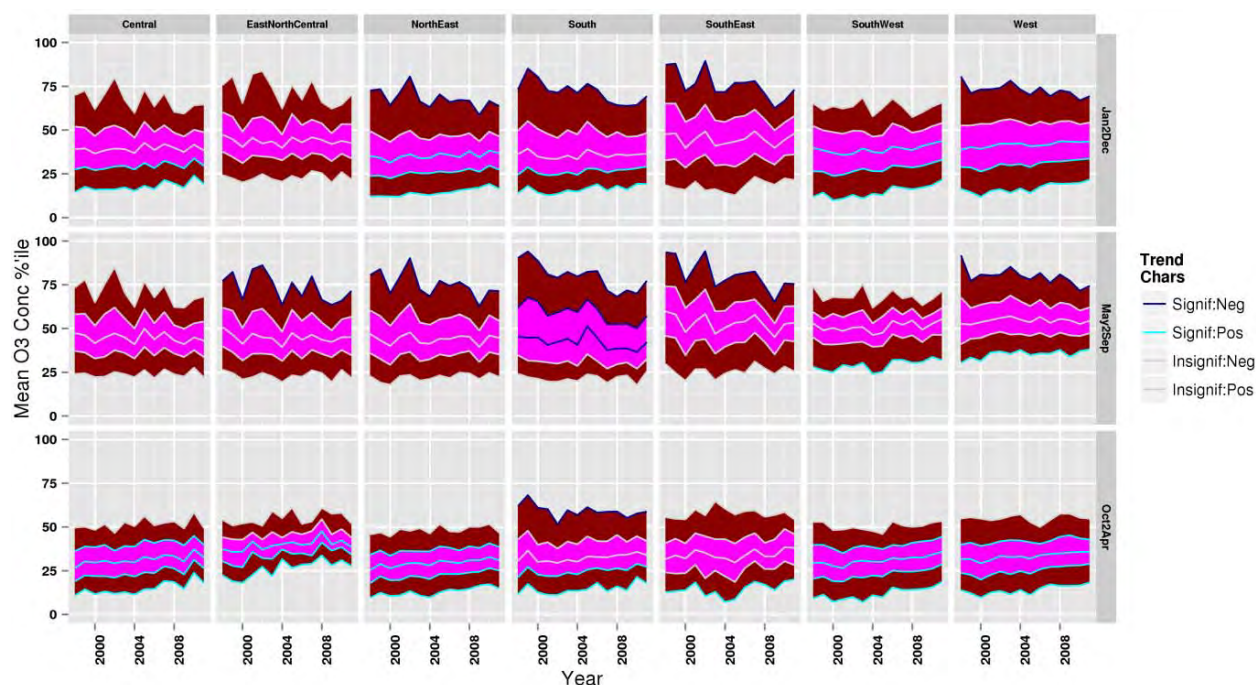 Central EastNorthCentral NorthEast South SouthEast SouthWest West
Mean O3 Conc %'ile
100
75
50
25
0
Jan2Dec
100
75
50
25
0
May2Sep
100
75
50
25
0
Oct2Apr
2000 2004 2008 2000 2004 2008 2000 2004 2008 2000 2004 2008 2000 2004 2008 2000 2004 2008 2000 2004 2008
Year
Trend
Chars
Signif:Neg
Signif:Pos
Insignif:Neg
Insignif:Pos